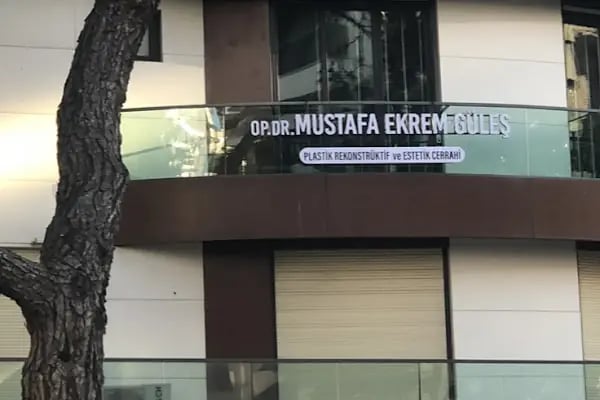 OP.DR.MUSTAFA EKREM GÜLEŞ
PLASTİK REKONSTRÜKTİF ve ESTETİK CERRAHİ